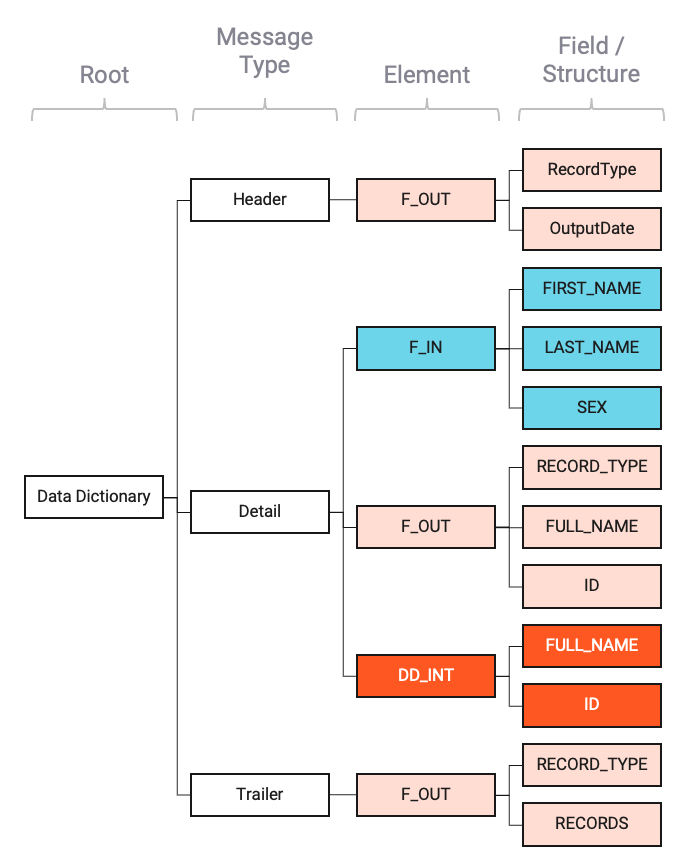 Root
Message
Type
Element
Field /
Structure
Data Dictionary
Header
F_OUT
RecordType
OutputDate
Detail
F_IN
FIRST_NAME
LAST_NAME
SEX
F_OUT
RECORD_TYPE
FULL_NAME
ID
DD_INT
FULL_NAME
ID
Trailer
F_OUT
RECORD_TYPE
RECORDS